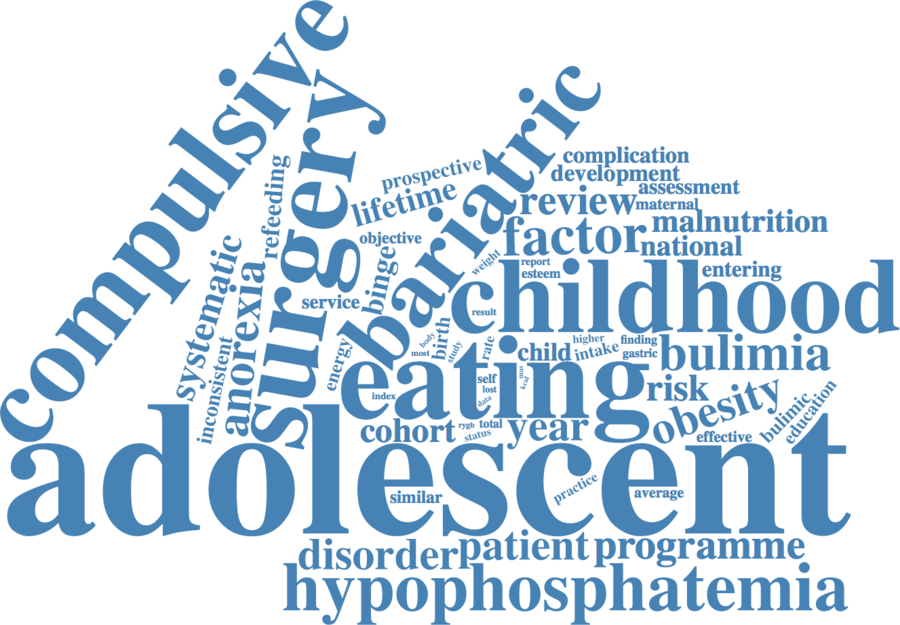 compulsive
surgery
bariatric
complication
development
prospective
assessment
lifetime
review
maternal
refeeding
malnutrition
objective
factor
national
systematic
binge
weight
report
esteem
entering
anorexia
childhood
service
result
inconsistent
birth
body
most
study
rate
child
higher
intake
finding
gastric
bulimia
energy
eating
self
lost
mas
kcal
risk
index
data
obesity
bulimic
education
cohort
rygb
total
status
year
effective
adolescent
similar
practice
average
disorder
patient
programme
hypophosphatemia